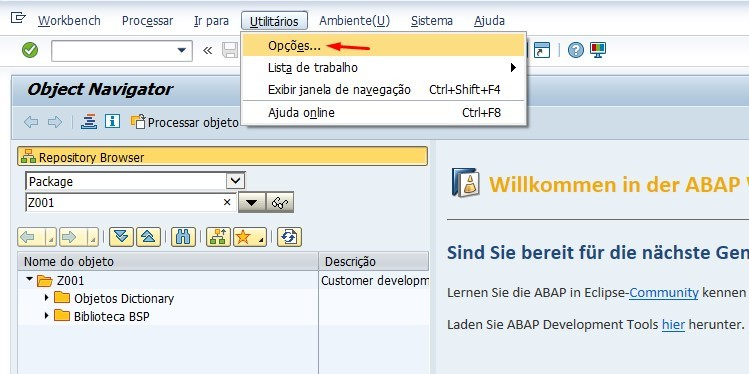 Workbench Processar Ir para Utilitários Ambiente(U) Sistema Ajuda
Opções...
Lista de trabalho
Exibir janela de navegação Ctrl+Shift+F4
Ajuda online Ctrl+F8
Object Navigator
Processar objeto
Repository Browser
Package
Z001
Nome do objeto Descrição
Z001 Customer developm
Objetos Dictionary
Biblioteca BSP
Willkommen in der ABAP
Sind Sie bereit für die nächste Gen
Lernen Sie die ABAP in Eclipse-Community kennen
Laden Sie ABAP Development Tools hier herunter.